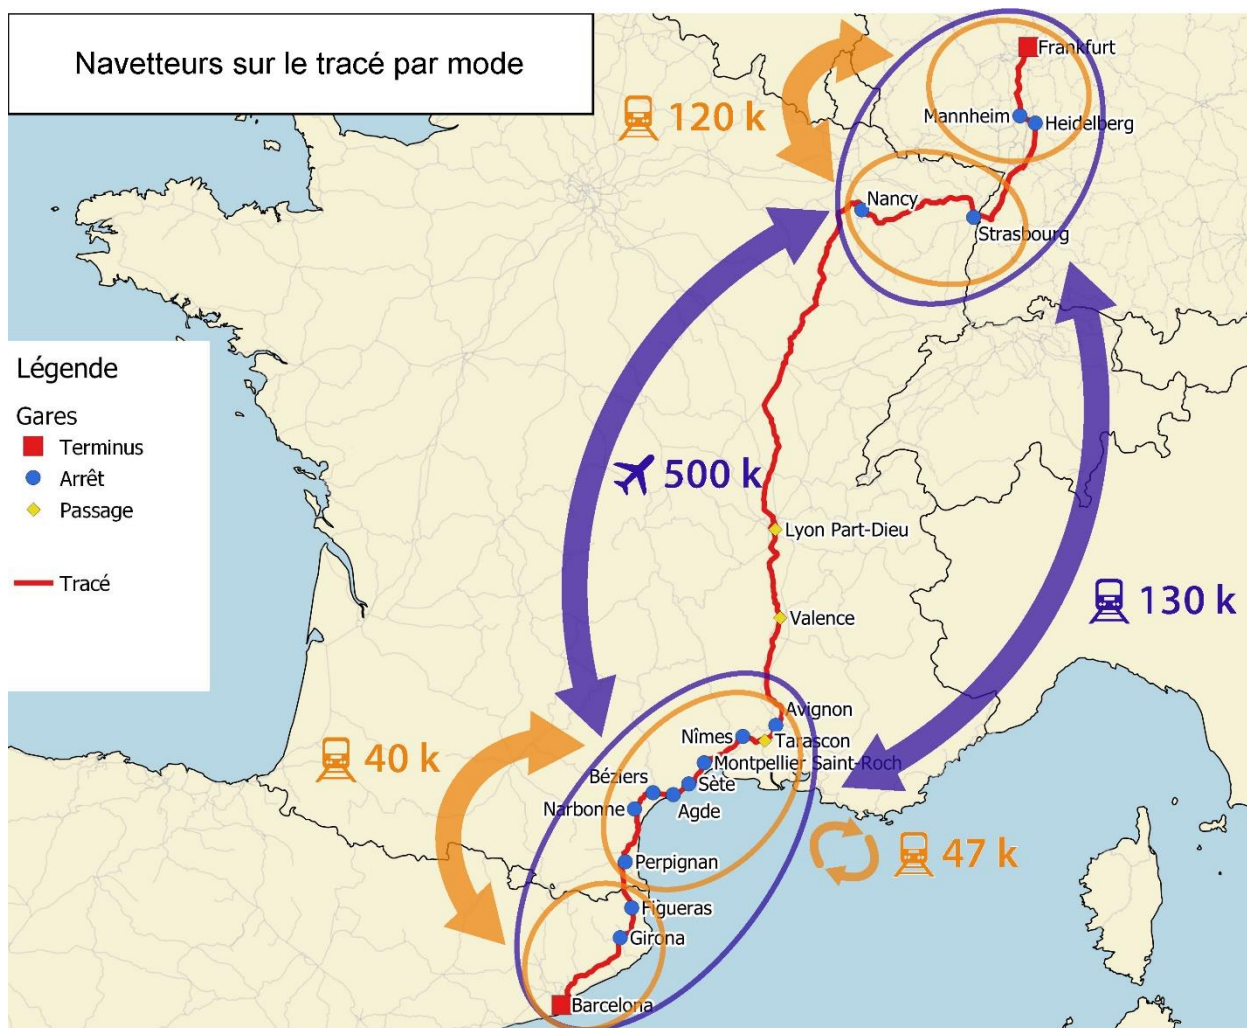 Navetteurs sur le tracé par mode
120 k
Frankfurt
Mannheim
Heidelberg
Nancy
Strasbourg
Légende
Gares
Terminus
Arrêt
Passage
Tracé
500 k
Lyon Part-Dieu
130 k
Valence
Avignon
Nîmes
Tarascon
40 k
Montpellier Saint-Roch
Béziers
Sète
Narbonne
Agde
47 k
Perpignan
Figueras
Girona
Barcelona